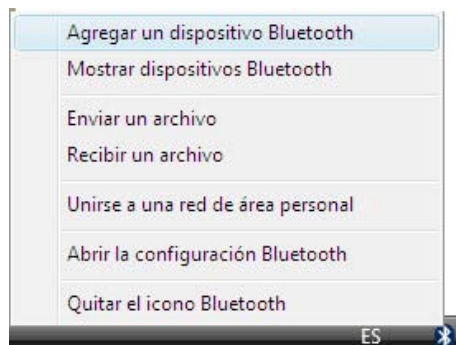 Agregar un dispositivo Bluetooth
Mostrar dispositivos Bluetooth
Enviar un archivo
Recibir un archivo
Unirse a una red de área personal
Abrir la configuración Bluetooth
Quitar el icono Bluetooth
ES